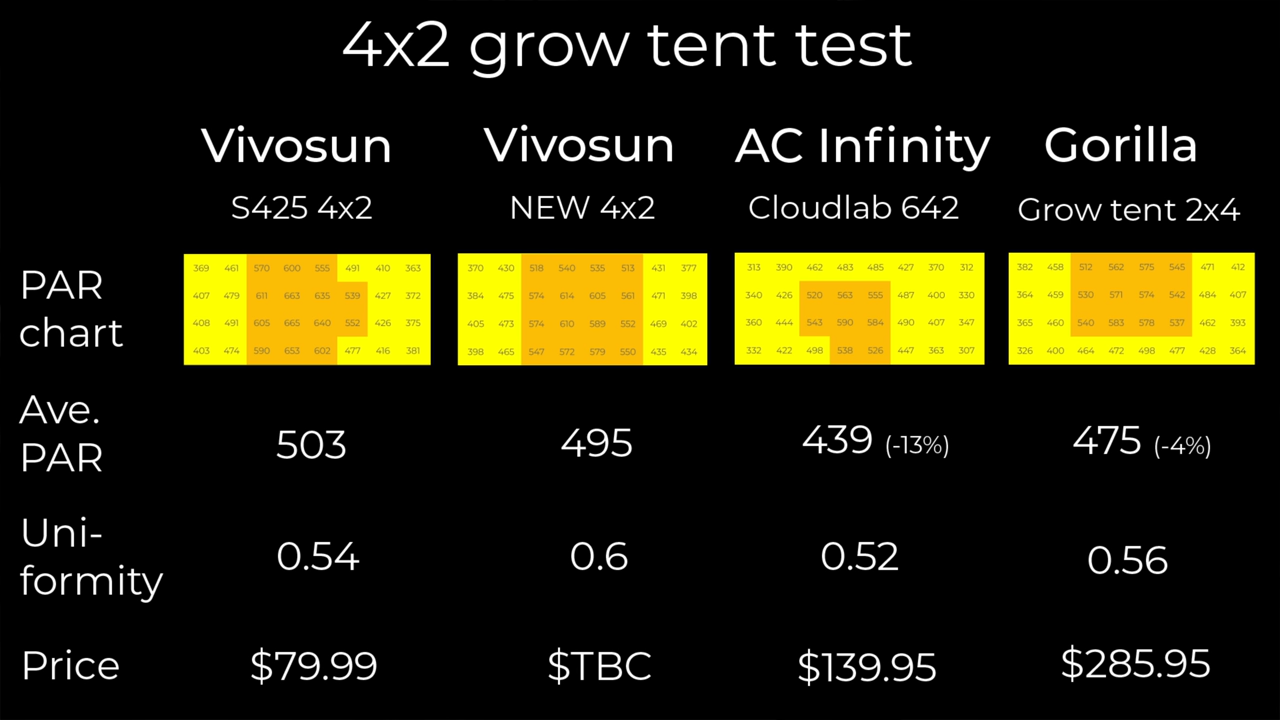 4x2 grow tent test
Vivosun Vivosun AC Infinity Gorilla
S425 4x2 NEW 4x2 Cloudlab 642 Grow tent 2x4
PAR chart
369 461 570 600 555 491 410 363
407 479 611 663 635 539 427 372
408 491 605 665 640 552 426 375
403 474 590 653 602 477 416 381
370 430 518 540 535 513 431 377
384 475 574 614 605 561 471 398
405 473 574 610 589 552 469 402
398 465 547 572 579 550 435 434
313 390 462 483 485 427 370 312
340 426 520 563 555 487 400 330
360 444 543 590 584 490 407 347
332 422 498 538 526 447 363 307
382 458 512 562 575 545 471 412
364 459 530 571 574 542 484 407
365 460 540 583 578 537 462 393
326 400 464 472 498 477 428 364
Ave. PAR
503 495 439 (-13%) 475 (-4%)
Uni-
formity
0.54 0.6 0.52 0.56
Price $79.99 $TBC $139.95 $285.95